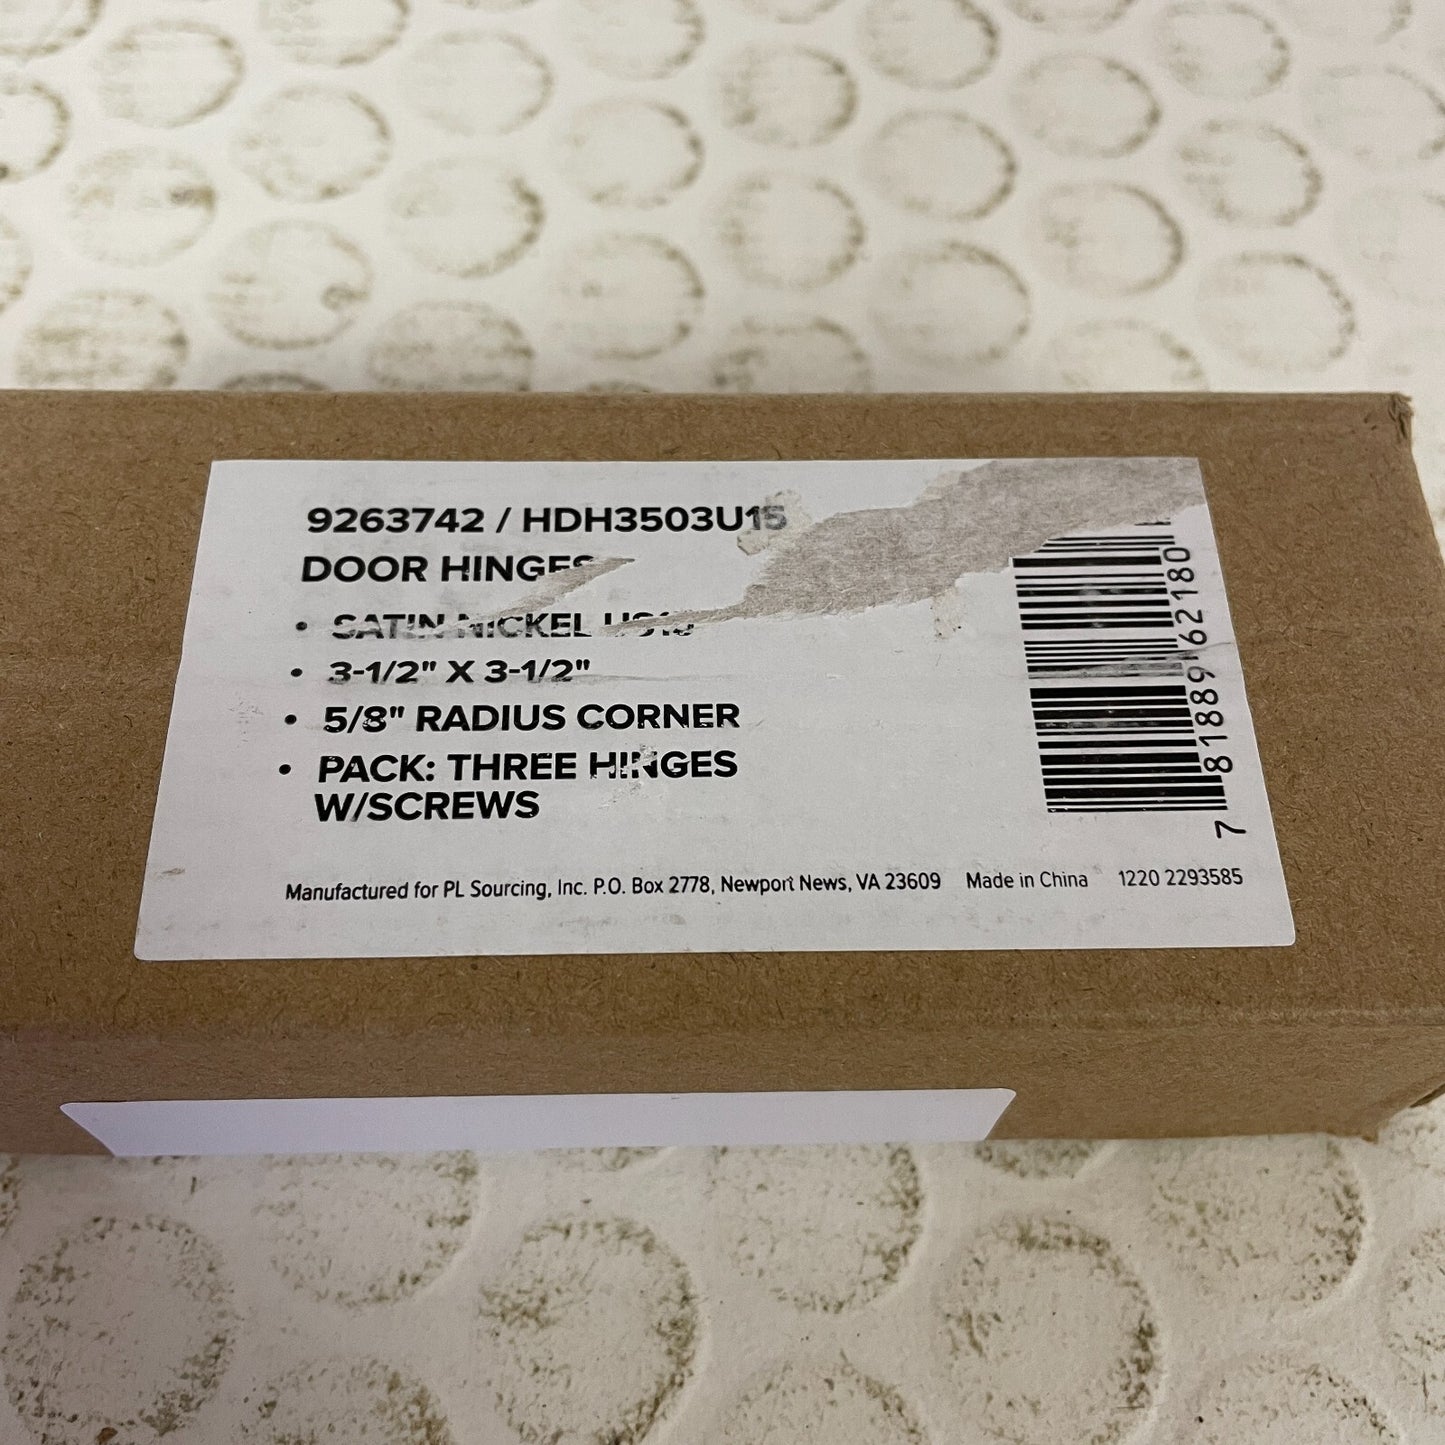 9263742 / HDH3503U15
DOOR HINGES
• SATIN NICKEL US15
• 3-1/2" X 3-1/2"
• 5/8" RADIUS CORNER
• PACK: THREE HINGES
W/SCREWS
Manufactured for PL Sourcing, Inc. P.O. Box 2778, Newport News, VA 23609 Made in China 1220 2293585
7 81889 62180